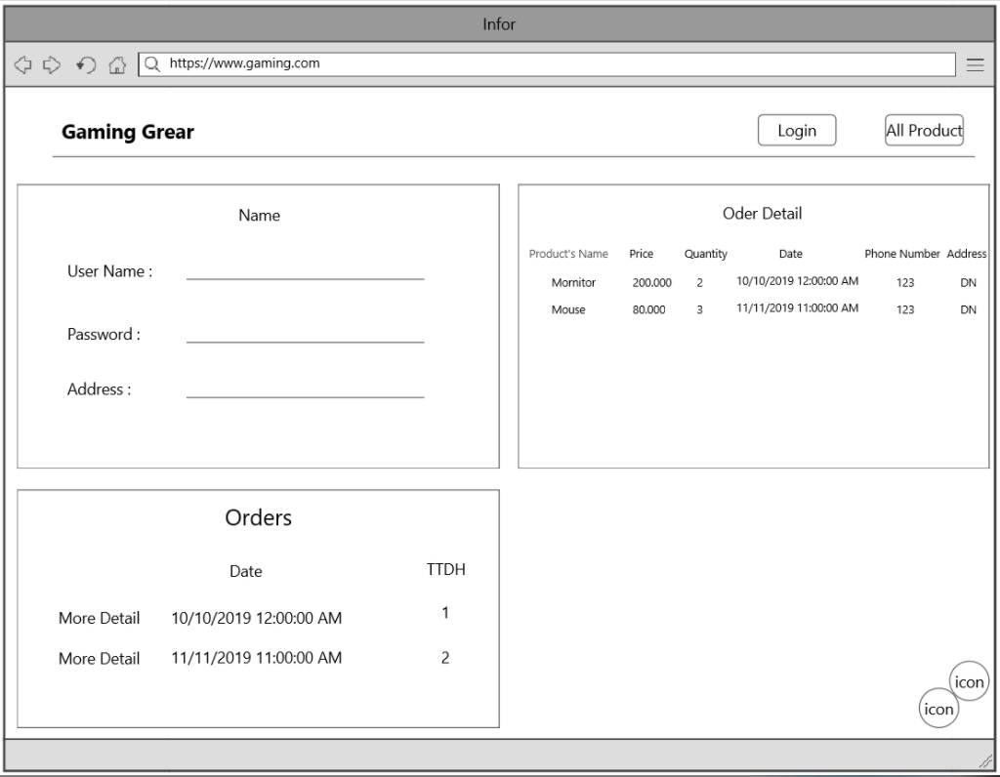 Infor
https://www.gaming.com
Gaming Grear
Login
All Product
Name
User Name :
Password :
Address :
Oder Detail
Product's Name Price Quantity Date Phone Number Address
Mornitor 200.000 2 10/10/2019 12:00:00 AM 123 DN
Mouse 80.000 3 11/11/2019 11:00:00 AM 123 DN
Orders
Date TTDH
More Detail 10/10/2019 12:00:00 AM 1
More Detail 11/11/2019 11:00:00 AM 2
icon
icon